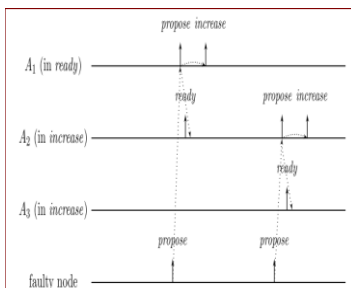 propose increase
A₁ (in ready)
ready
propose increase
A₂ (in increase)
ready
A₃ (in increase)
propose
propose
faulty node